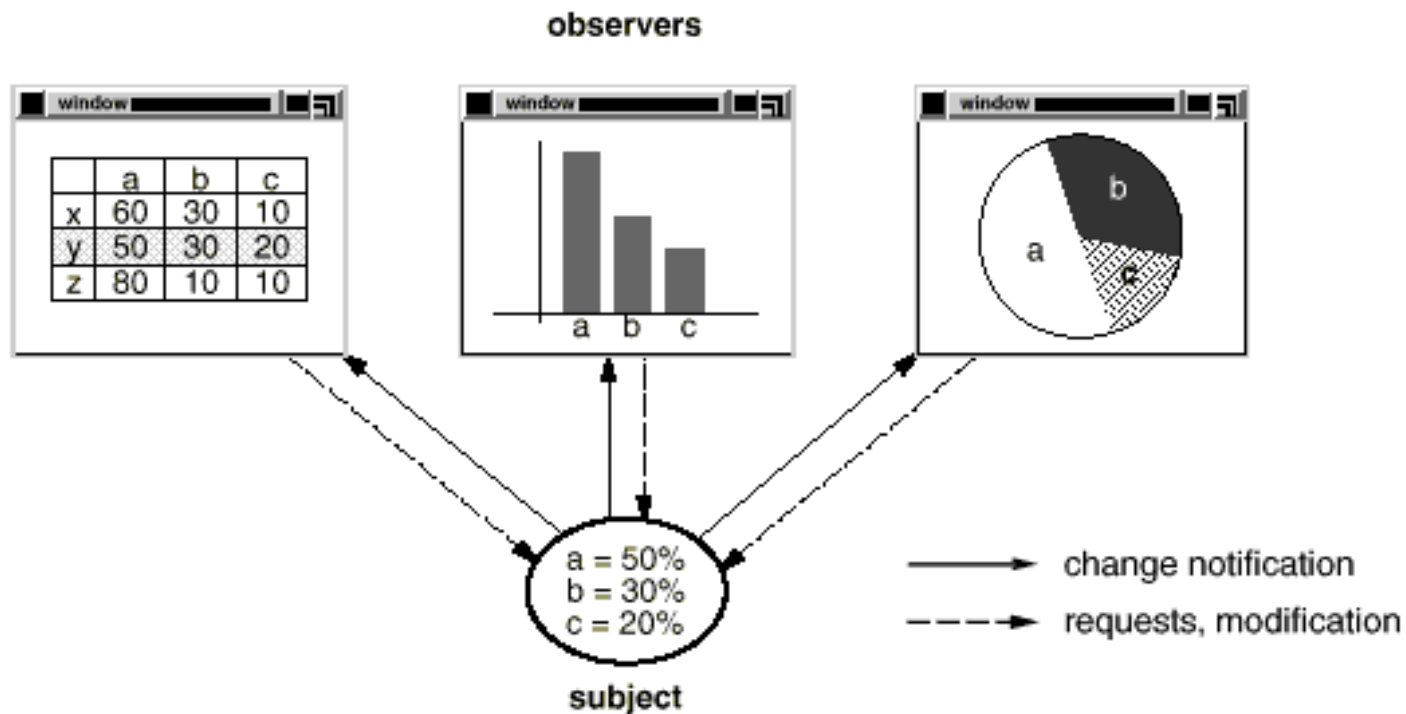 observers
window
a b c
x 60 30 10
y 50 30 20
z 80 10 10
window
a b c
window
b
a
c
a = 50%
b = 30%
c = 20%
subject
change notification
requests, modification